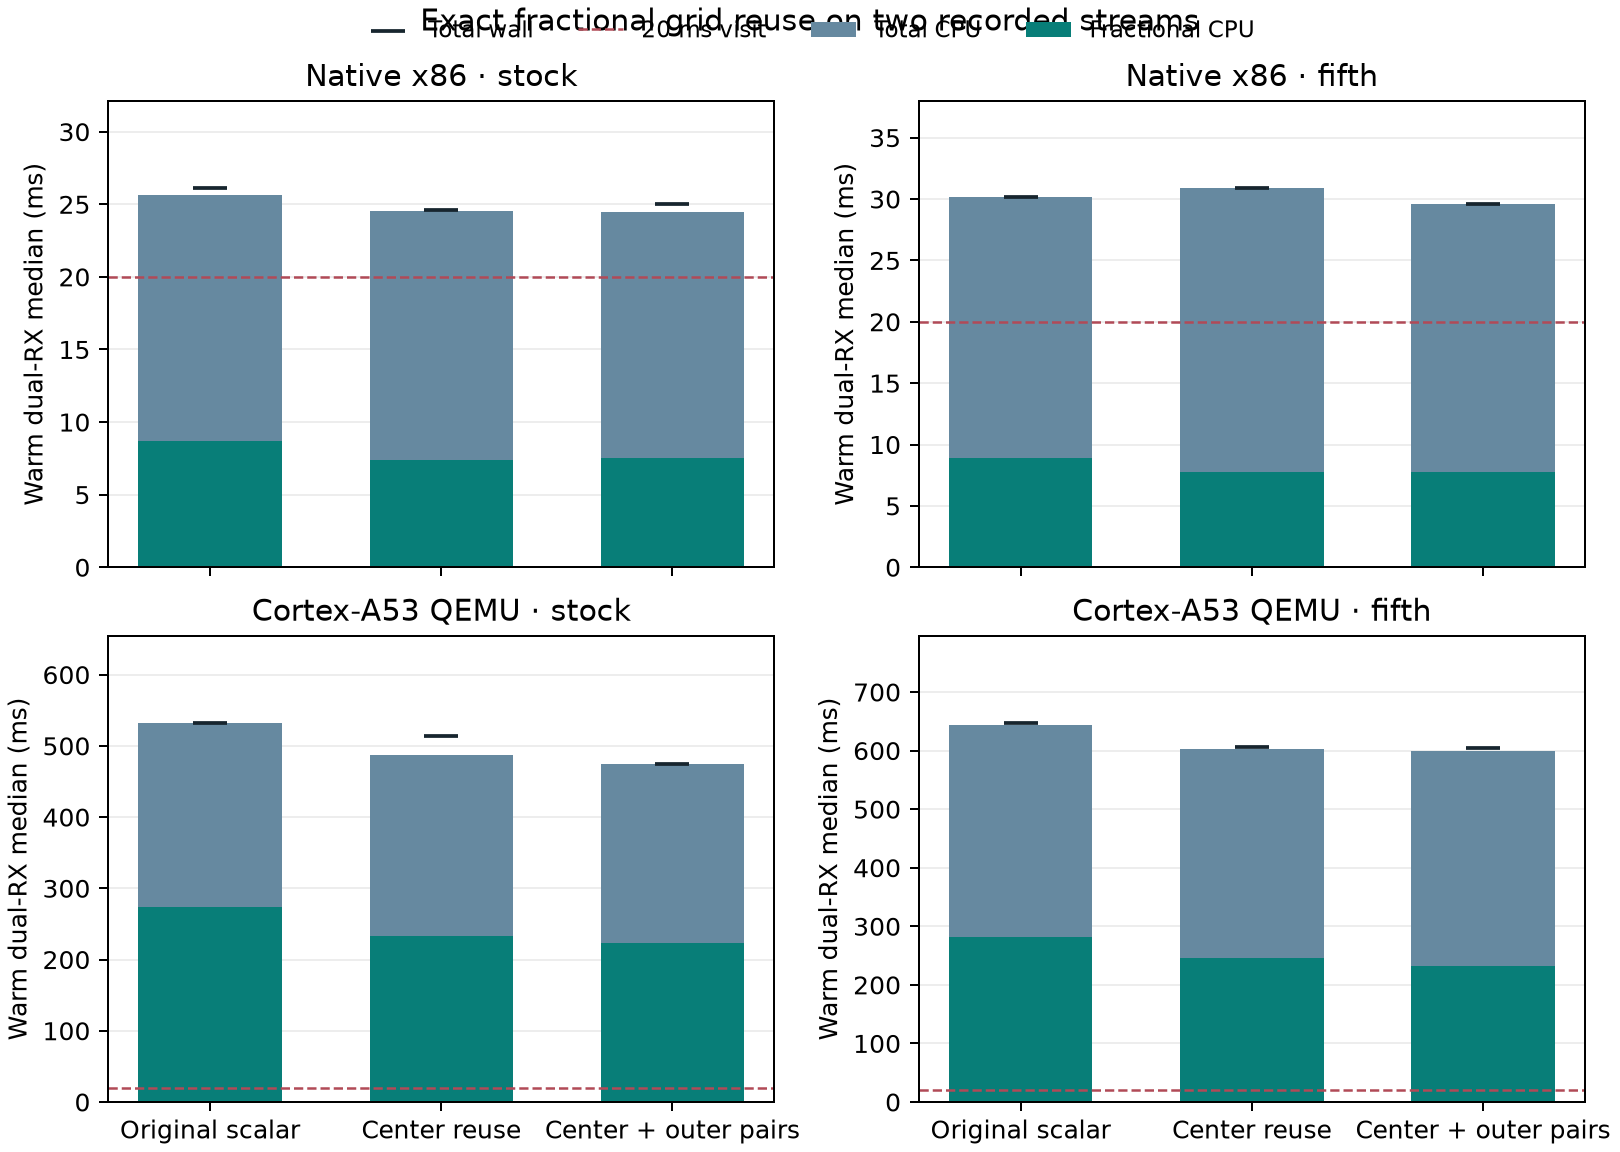 Exact fractional grid reuse on two recorded streams
Total wall 20 ms visit Total CPU Fractional CPU
Native x86 · stock
Warm dual-RX median (ms)
30
25
20
15
10
5
0
Native x86 · fifth
Warm dual-RX median (ms)
35
30
25
20
15
10
5
0
Cortex-A53 QEMU · stock
Warm dual-RX median (ms)
600
500
400
300
200
100
0
Original scalar Center reuse Center + outer pairs
Cortex-A53 QEMU · fifth
Warm dual-RX median (ms)
700
600
500
400
300
200
100
0
Original scalar Center reuse Center + outer pairs